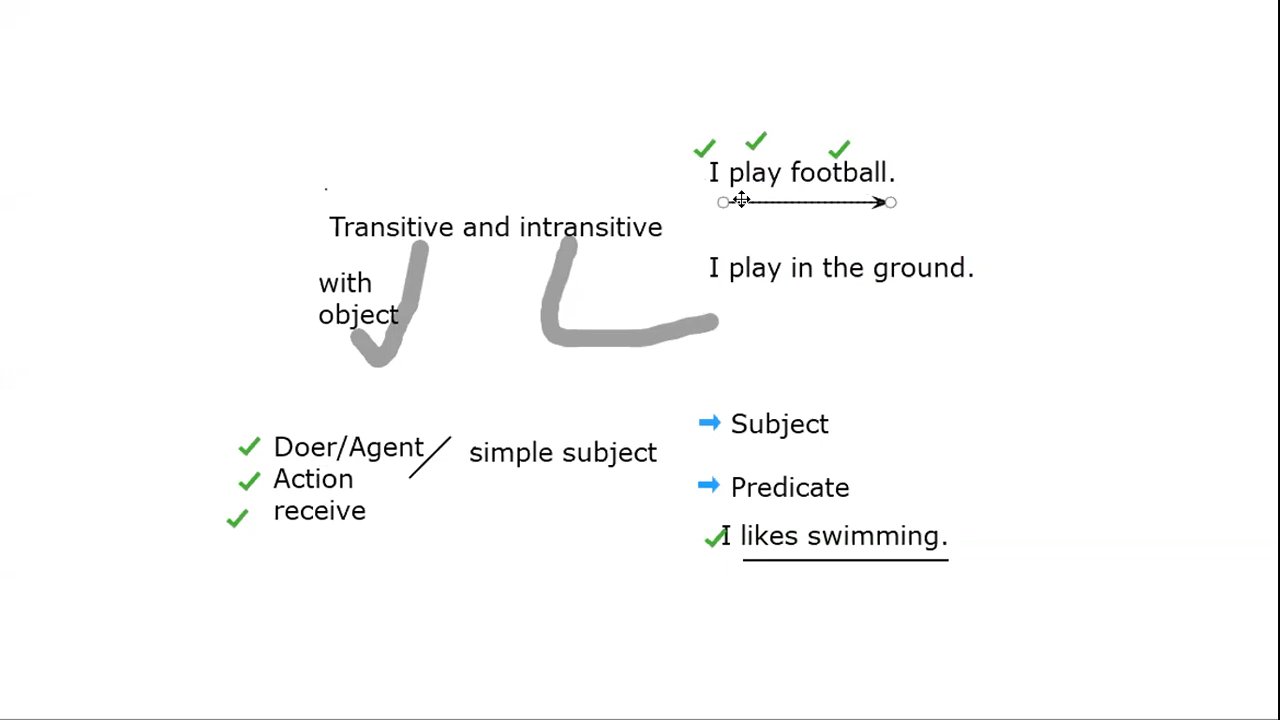 I play football.
Transitive and intransitive
with
object
I play in the ground.
Doer/Agent
Action
receive
simple subject
Subject
Predicate
I likes swimming.